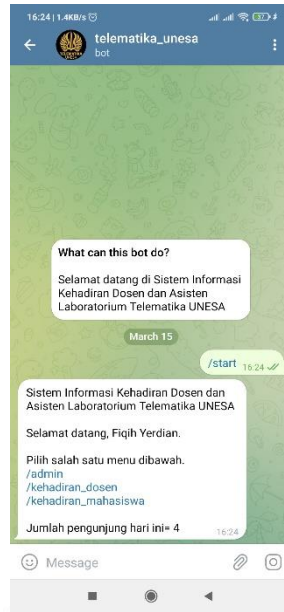 16:24 | 1.4KB/s
telematika_unesa
bot
What can this bot do?
Selamat datang di Sistem Informasi
Kehadiran Dosen dan Asisten
Laboratorium Telematika UNESA
March 15
/start 16:24
Sistem Informasi Kehadiran Dosen dan
Asisten Laboratorium Telematika UNESA
Selamat datang, Fiqih Yerdian.
Pilih salah satu menu dibawah.
/admin
/kehadiran_dosen
/kehadiran_mahasiswa
Jumlah pengunjung hari ini= 4 16:24
Message